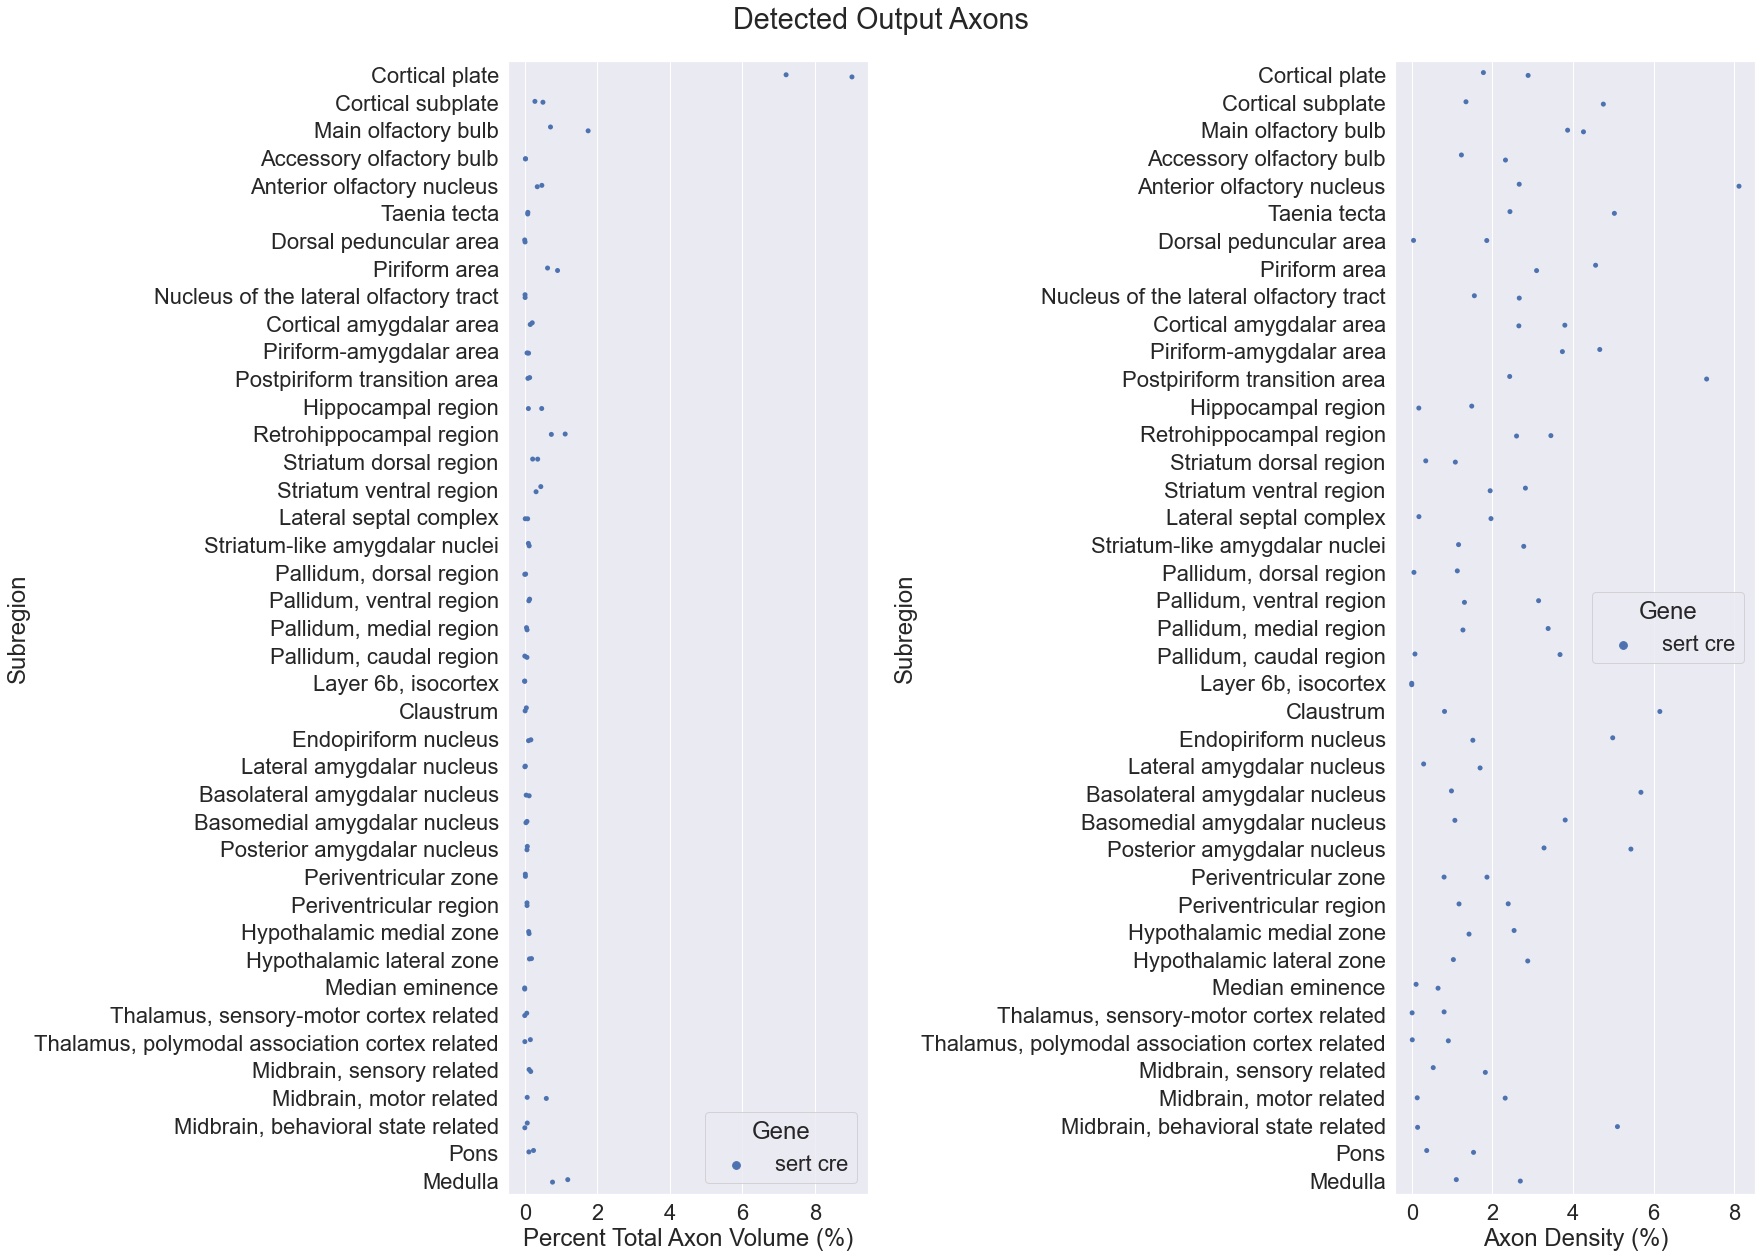 Detected Output Axons
Subregion
Cortical plate
Cortical subplate
Main olfactory bulb
Accessory olfactory bulb
Anterior olfactory nucleus
Taenia tecta
Dorsal peduncular area
Piriform area
Nucleus of the lateral olfactory tract
Cortical amygdalar area
Piriform-amygdalar area
Postpiriform transition area
Hippocampal region
Retrohippocampal region
Striatum dorsal region
Striatum ventral region
Lateral septal complex
Striatum-like amygdalar nuclei
Pallidum, dorsal region
Pallidum, ventral region
Pallidum, medial region
Pallidum, caudal region
Layer 6b, isocortex
Claustrum
Endopiriform nucleus
Lateral amygdalar nucleus
Basolateral amygdalar nucleus
Basomedial amygdalar nucleus
Posterior amygdalar nucleus
Periventricular zone
Periventricular region
Hypothalamic medial zone
Hypothalamic lateral zone
Median eminence
Thalamus, sensory-motor cortex related
Thalamus, polymodal association cortex related
Midbrain, sensory related
Midbrain, motor related
Midbrain, behavioral state related
Pons
Medulla
Gene
sert cre
0 2 4 6 8
Percent Total Axon Volume (%)
Subregion
Cortical plate
Cortical subplate
Main olfactory bulb
Accessory olfactory bulb
Anterior olfactory nucleus
Taenia tecta
Dorsal peduncular area
Piriform area
Nucleus of the lateral olfactory tract
Cortical amygdalar area
Piriform-amygdalar area
Postpiriform transition area
Hippocampal region
Retrohippocampal region
Striatum dorsal region
Striatum ventral region
Lateral septal complex
Striatum-like amygdalar nuclei
Pallidum, dorsal region
Pallidum, ventral region
Pallidum, medial region
Pallidum, caudal region
Layer 6b, isocortex
Claustrum
Endopiriform nucleus
Lateral amygdalar nucleus
Basolateral amygdalar nucleus
Basomedial amygdalar nucleus
Posterior amygdalar nucleus
Periventricular zone
Periventricular region
Hypothalamic medial zone
Hypothalamic lateral zone
Median eminence
Thalamus, sensory-motor cortex related
Thalamus, polymodal association cortex related
Midbrain, sensory related
Midbrain, motor related
Midbrain, behavioral state related
Pons
Medulla
Gene
sert cre
0 2 4 6 8
Axon Density (%)